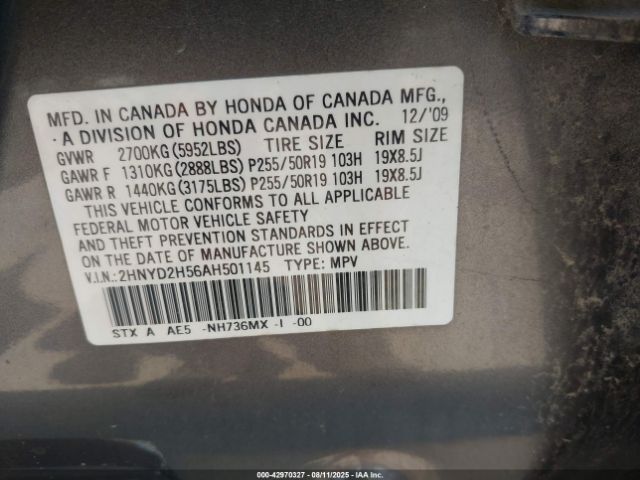 MFD. IN CANADA BY HONDA OF CANADA MFG.,
A DIVISION OF HONDA CANADA INC. 12/'09
GVWR 2700KG(5952LBS) TIRE SIZE RIM SIZE
GAWR F 1310KG(2888LBS) P255/50R19 103H 19X8.5J
GAWR R 1440KG(3175LBS) P255/50R19 103H 19X8.5J
THIS VEHICLE CONFORMS TO ALL APPLICABLE
FEDERAL MOTOR VEHICLE SAFETY
AND THEFT PREVENTION STANDARDS IN EFFECT
ON THE DATE OF MANUFACTURE SHOWN ABOVE.
V.I.N.:2HNYD2H56AH501145 TYPE: MPV
STX A AE5 -NH736MX -I -00
000-42970327 - 08/11/2025 - IAA Inc.